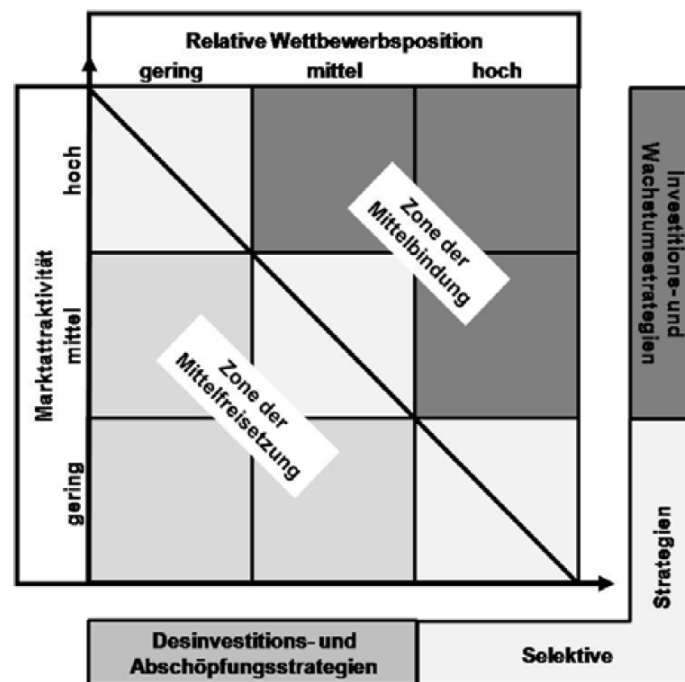 Relative Wettbewerbsposition
gering mittel hoch
Marktattraktivität
hoch
mittel
gering
Zone der
Mittelbindung
Zone der
Mittelfreisetzung
Investitions- und
Wachstumsstrategien
Strategien
Desinvestitions- und
Abschöpfungsstrategien
Selektive